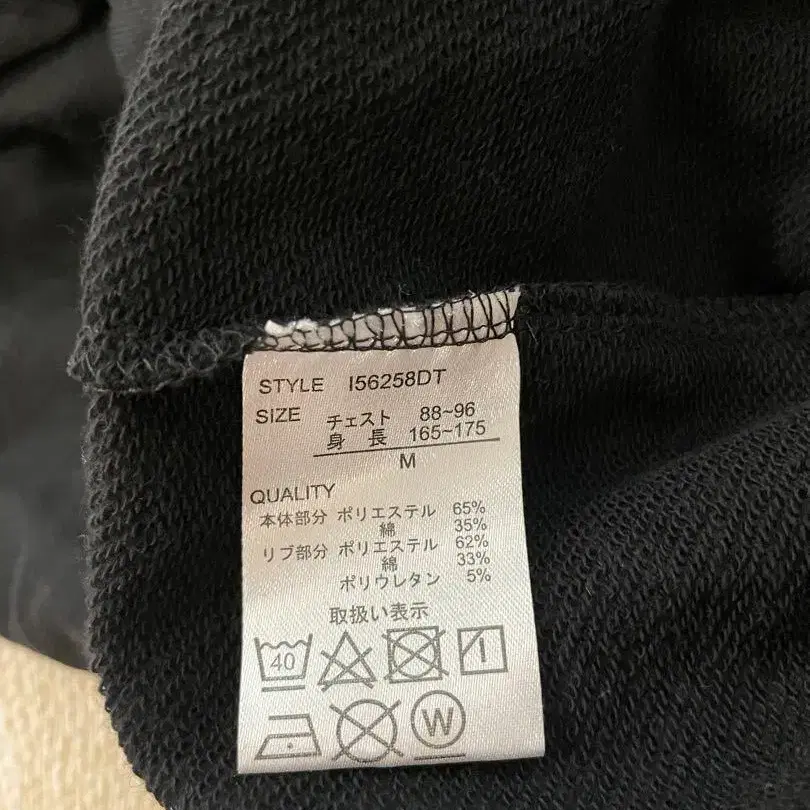 STYLE I56258DT
SIZE チェスト 88~96
身 長 165~175
M
QUALITY
本体部分 ポリエステル 65%
綿 35%
リブ部分 ポリエステル 62%
綿 33%
ポリウレタン 5%
取扱い表示
40
W